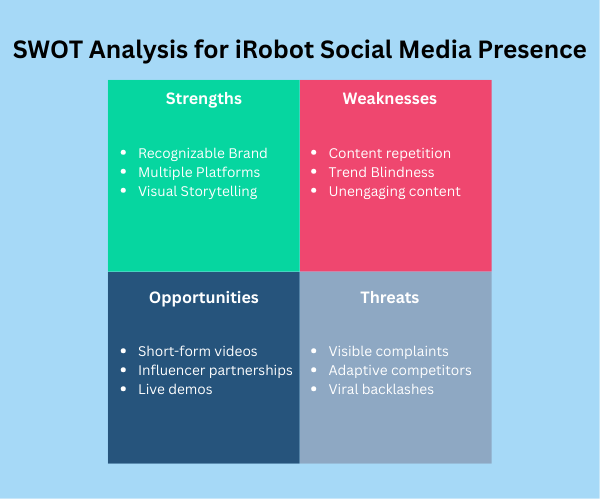 SWOT Analysis for iRobot Social Media Presence
Strengths
• Recognizable Brand
• Multiple Platforms
• Visual Storytelling
Weaknesses
• Content repetition
• Trend Blindness
• Unengaging content
Opportunities
• Short-form videos
• Influencer partnerships
• Live demos
Threats
• Visible complaints
• Adaptive competitors
• Viral backlashes